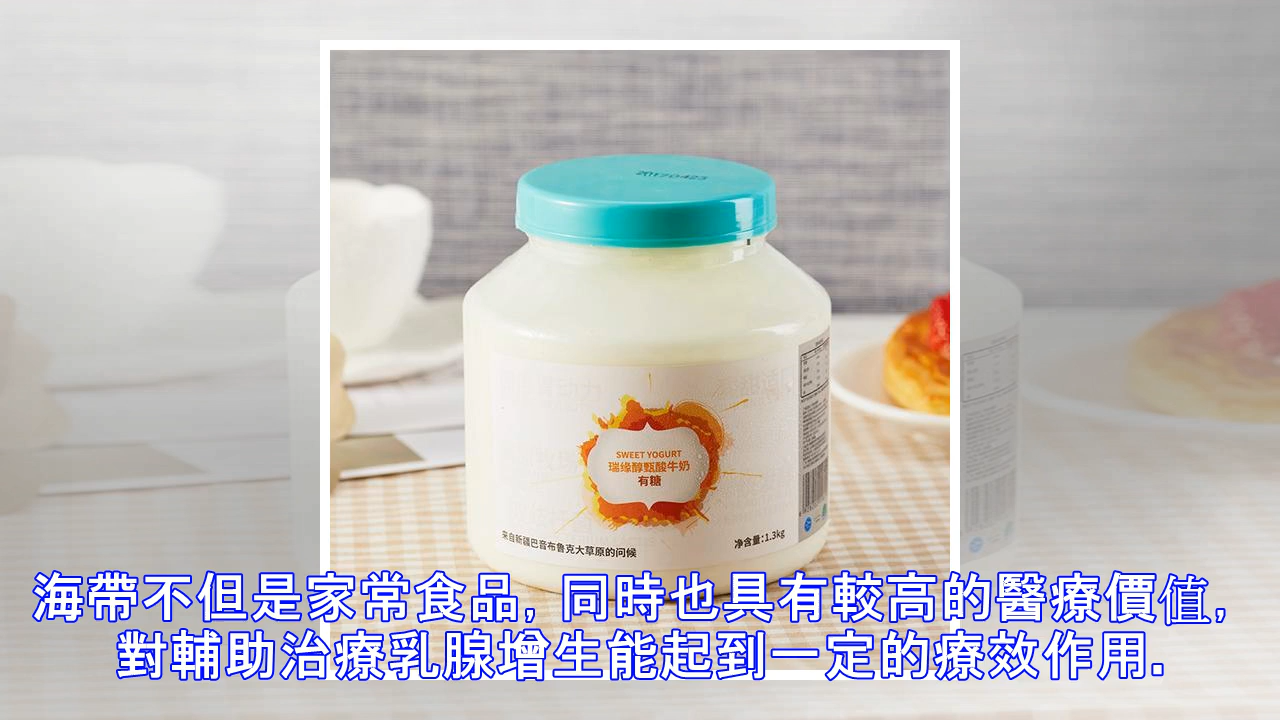 20170423
SWEET YOGURT
瑞缘醇甄酸牛奶
有糖
来自新疆巴音布鲁克大草原的问候
净含量:1.3kg
海帶不但是家常食品, 同時也具有較高的醫療價值,
對輔助治療乳腺增生能起到一定的療效作用.